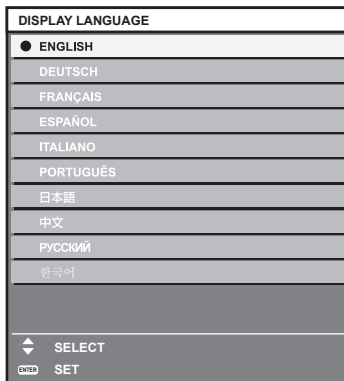 DISPLAY LANGUAGE
ENGLISH
DEUTSCH
FRANÇAIS
ESPAÑOL
ITALIANO
PORTUGUÊS
日本語
中文
РУССКИЙ
한국어
SELECT
ENTER SET